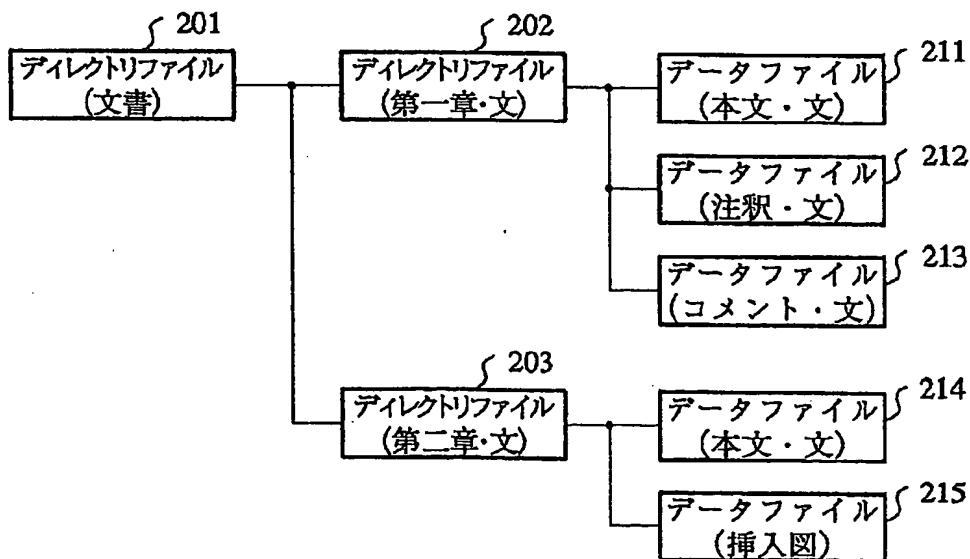 201
ディレクトリファイル
(文書)
202
ディレクトリファイル
(第一章・文)
211
データファイル
(本文・文)
212
データファイル
(注釈・文)
213
データファイル
(コメント・文)
203
ディレクトリファイル
(第二章・文)
214
データファイル
(本文・文)
215
データファイル
(挿入図)